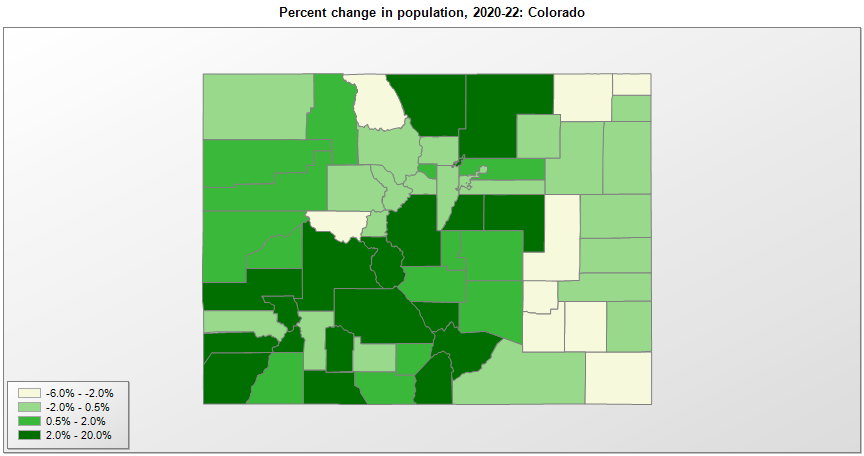 Percent change in population, 2020-22: Colorado
-6.0% - -2.0%
-2.0% - 0.5%
0.5% - 2.0%
2.0% - 20.0%